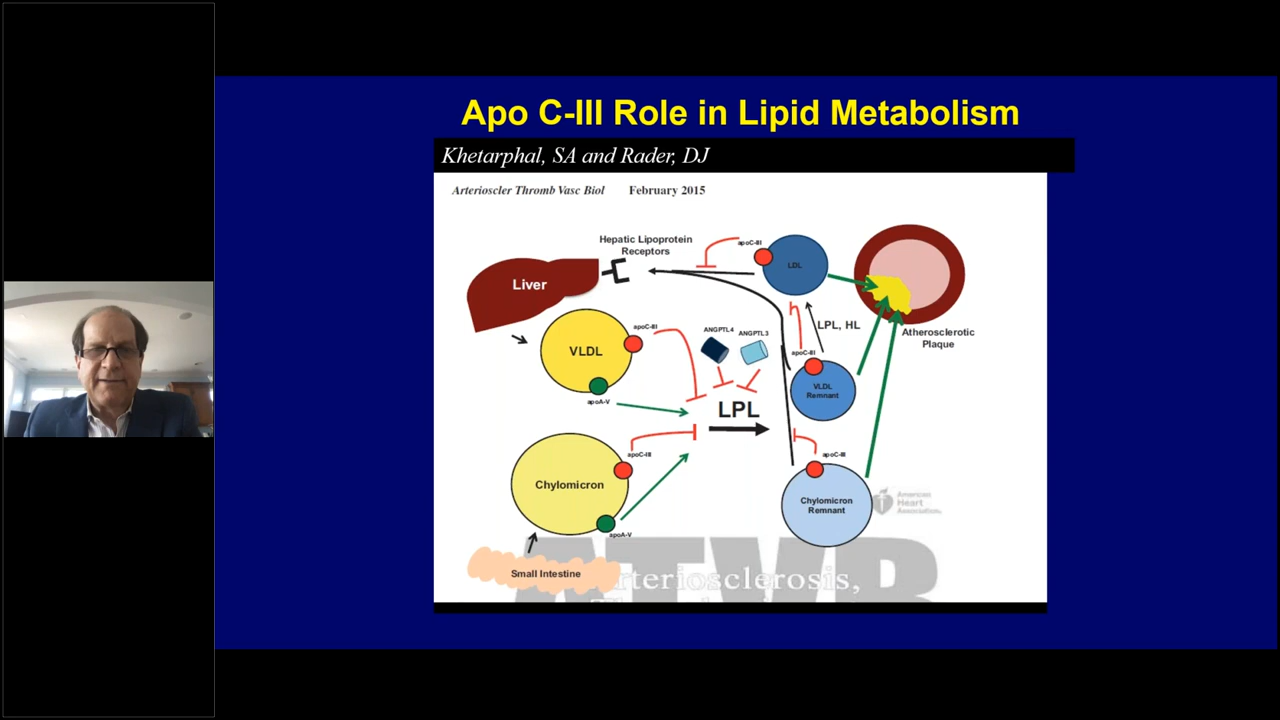 Apo C-III Role in Lipid Metabolism
Khetarphal, SA and Rader, DJ
Arterioscler Thromb Vasc Biol February 2015
Hepatic Lipoprotein
Receptors
apoC-III
LDL
Liver
LPL, HL
Atherosclerotic
Plaque
apoC-III
VLDL
apoA-V
ANGPTL4
ANGPTL3
apoC-III
VLDL
Remnant
LPL
apoC-III
Chylomicron
apoA-V
apoC-III
Chylomicron
Remnant
American
Heart
Association
Small Intestine
ATVB
Arteriosclerosis,